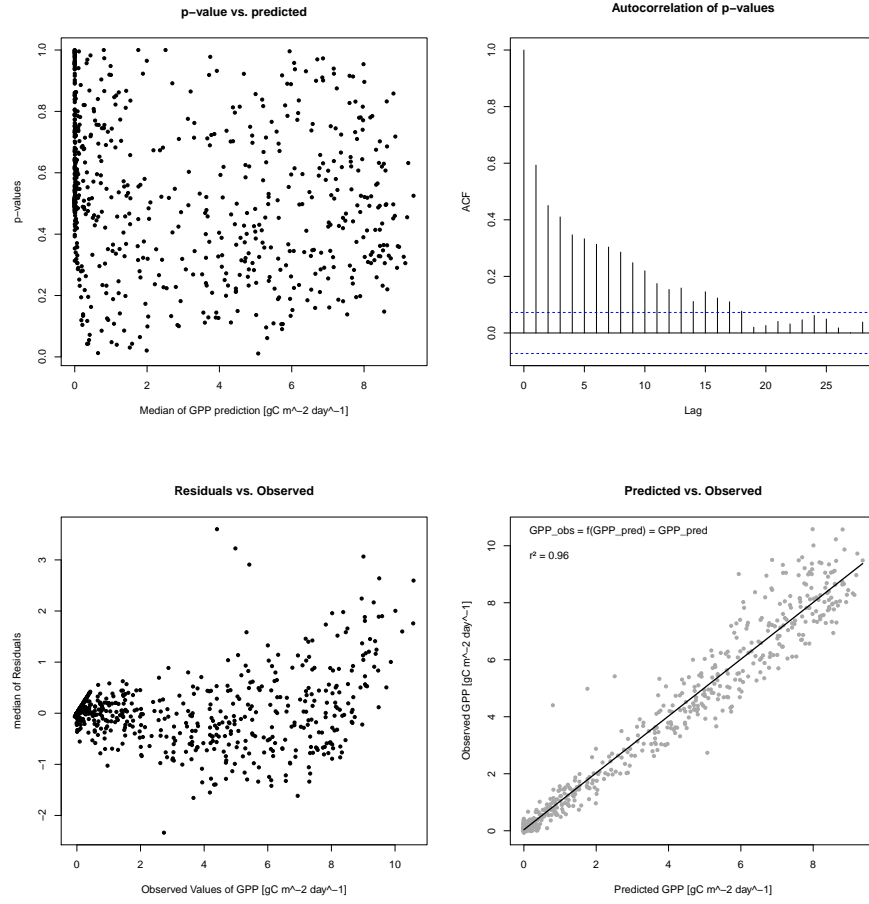 p−value vs. predicted
p−values
0.0 0.2 0.4 0.6 0.8 1.0
0 2 4 6 8
Median of GPP prediction [gC m^−2 day^−1]
Autocorrelation of p−values
ACF
0.0 0.2 0.4 0.6 0.8 1.0
0 5 10 15 20 25
Lag
Residuals vs. Observed
median of Residuals
−2 −1 0 1 2 3
0 2 4 6 8 10
Observed Values of GPP [gC m^−2 day^−1]
Predicted vs. Observed
GPP_obs = f(GPP_pred) = GPP_pred
r² = 0.96
Observed GPP [gC m^−2 day^−1]
0 2 4 6 8 10
0 2 4 6 8
Predicted GPP [gC m^−2 day^−1]